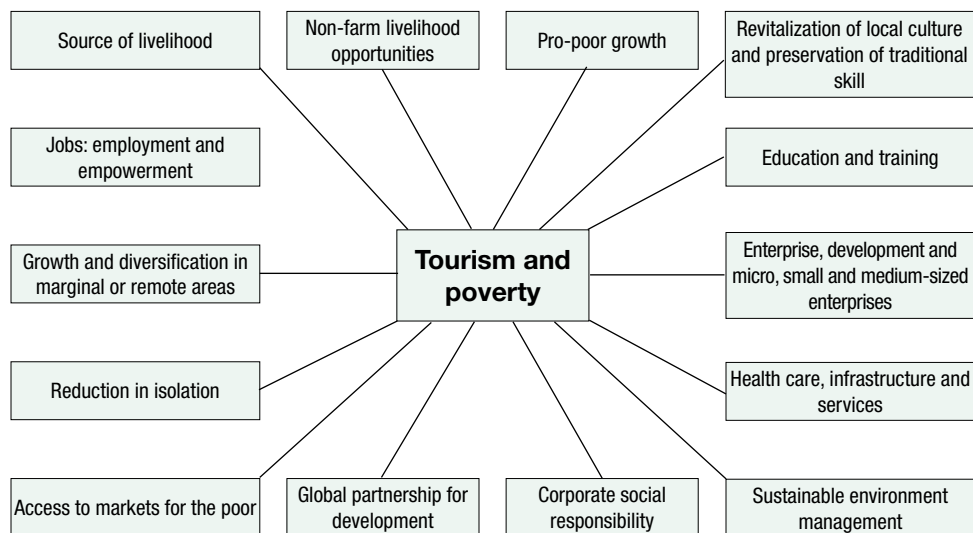 Source of livelihood
Non-farm livelihood
opportunities
Pro-poor growth
Revitalization of local culture
and preservation of traditional
skill
Jobs: employment and
empowerment
Education and training
Growth and diversification in
marginal or remote areas
Tourism and
poverty
Enterprise, development and
micro, small and medium-sized
enterprises
Reduction in isolation
Health care, infrastructure and
services
Access to markets for the poor
Global partnership for
development
Corporate social
responsibility
Sustainable environment
management